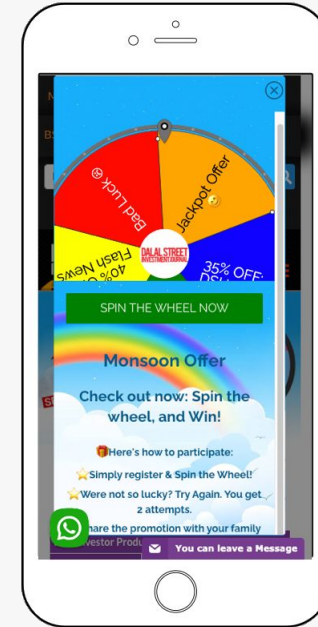 Bad Luck
Jackpot Offer
40%
Flash News
35% OFF:
DALAL STREET
INVESTMENT JOURNAL
SPIN THE WHEEL NOW
Monsoon Offer
Check out now: Spin the
wheel, and Win!
Here's how to participate:
Simply register & Spin the Wheel!
Were not so lucky? Try Again. You get
2 attempts.
hare the promotion with your family
vestor Produ
You can leave a Message